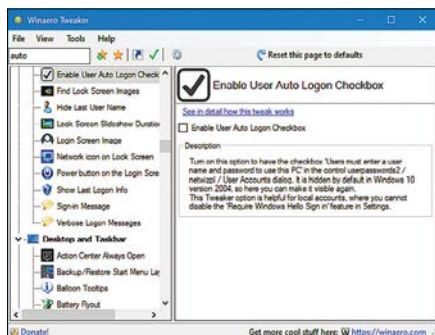 Winaero Tweaker
File View Tools Help
auto
Reset this page to defaults
Enable User Auto Logon Check
Find Lock Screen Images
Hide Last User Name
Lock Screen Slideshow Duration
Login Screen Image
Network icon on Lock Screen
Power button on the Login Scre
Show Last Logon Info
Sign-in Message
Verbose Logon Messages
Desktop and Taskbar
Action Center Always Open
Backup/Restore Start Menu Lay
Balloon Tooltips
Battery Flyout
Enable User Auto Logon Checkbox
See in detail how this tweak works
Enable User Auto Logon Checkbox
Description
Turn on this option to have the checkbox 'Users must enter a user
name and password to use this PC' in the control userpasswords2 /
netwizpl / User Accounts dialog. It is hidden by default in Windows 10
version 2004, so here you can make it visible again.
This Tweaker option is helpful for local accounts, where you cannot
disable the 'Require Windows Hello Sign in' feature in Settings.
Donate!
Get more cool stuff here: W https://winaero.com